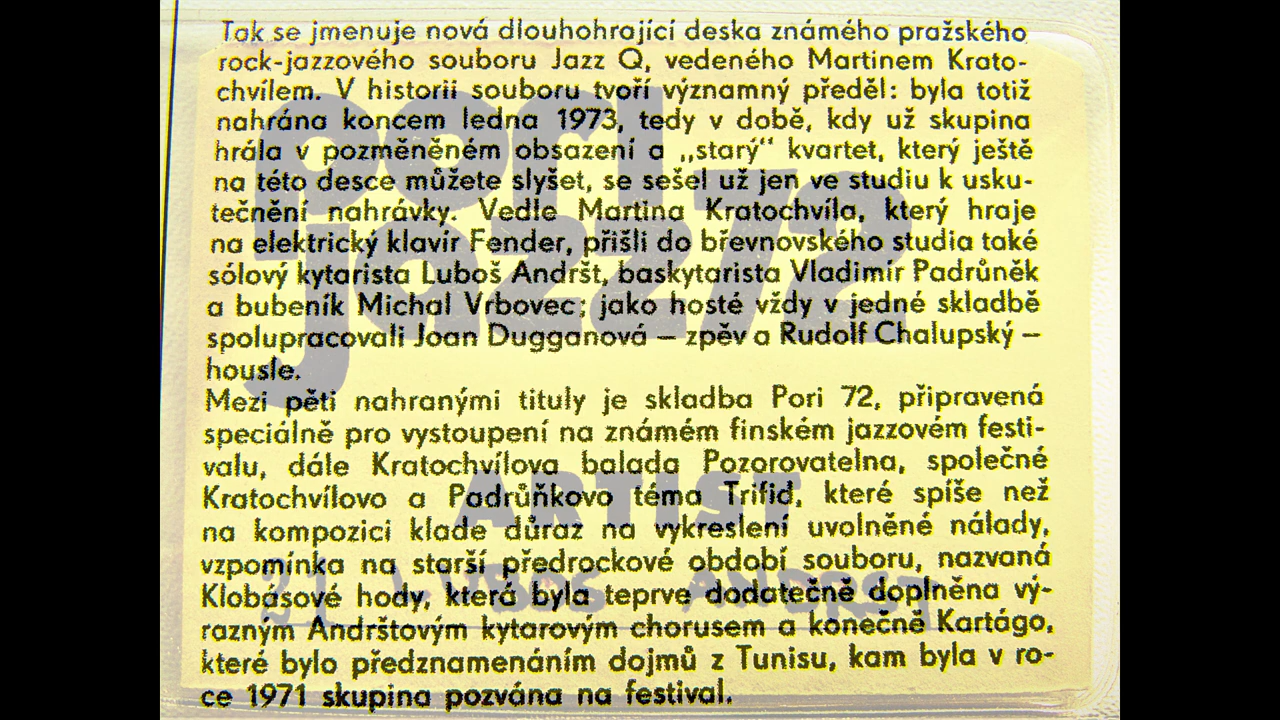 Tak se jmenuje nová dlouhohrající deska známého pražského
rock-jazzového souboru Jazz Q, vedeného Martinem Krato-
chvílem. V historii souboru tvoří významný předěl: byla totiž
nahrána koncem ledna 1973, tedy v době, kdy už skupina
hrála v pozměněném obsazení a „starý“ kvartet, který ještě
na této desce můžete slyšet, se sešel už jen ve studiu k usku-
tečnění nahrávky. Vedle Martina Kratochvíla, který hraje
na elektrický klavír Fender, přišli do břevnovského studia také
sólový kytarista Luboš Andršt, baskytarista Vladimír Padrůněk
a bubeník Michal Vrbovec; jako hosté vždy v jedné skladbě
spolupracovali Joan Dugganová — zpěv a Rudolf Chalupský —
housle.
Mezi pěti nahranými tituly je skladba Pori 72, připravená
speciálně pro vystoupení na známém finském jazzovém festi-
valu, dále Kratochvílova balada Pozorovatelna, společné
Kratochvílovo a Padrůňkovo téma Trifid, které spíše než
na kompozici klade důraz na vykreslení uvolněné nálady,
vzpomínka na starší předrockové období souboru, nazvaná
Klobásové hody, která byla teprve dodatečně doplněna vý-
razným Andrštovým kytarovým chorusem a konečně Kartágo,
které bylo předznamenáním dojmů z Tunisu, kam byla v ro-
ce 1971 skupina pozvána na festival.
pori
jazz 72
ARTIST
21 LUBOS ANDRST